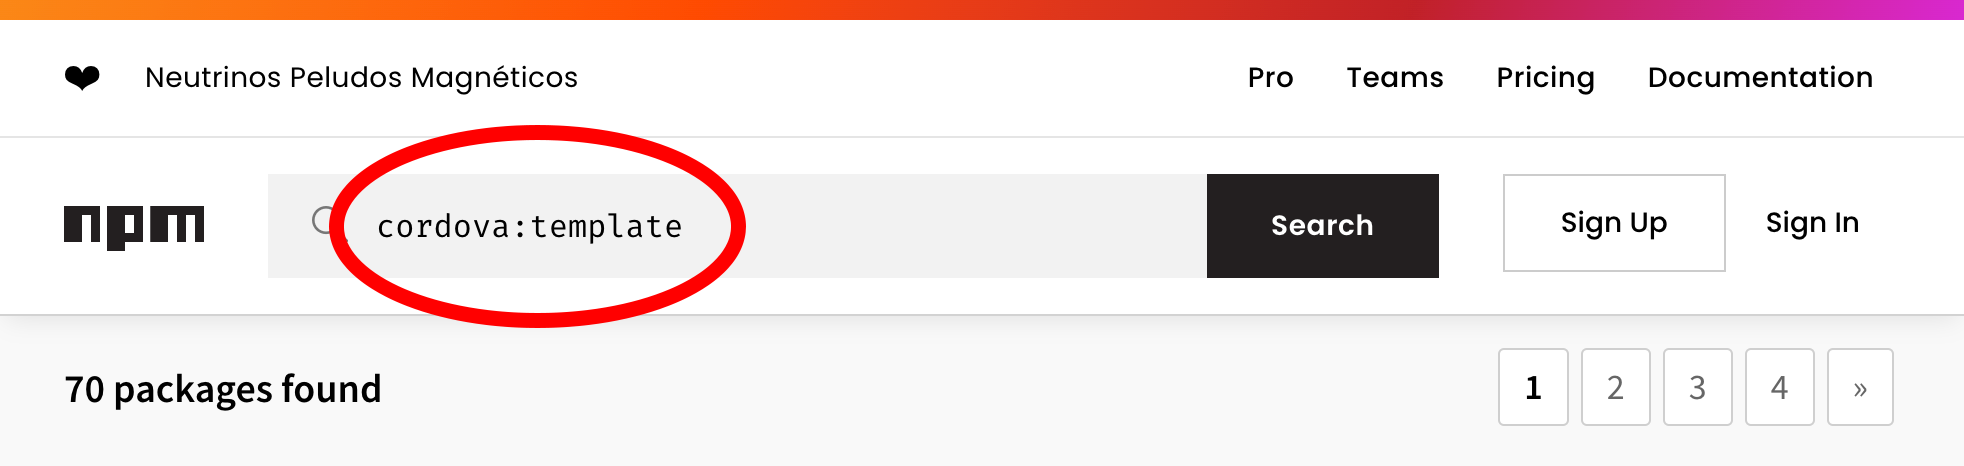 ❤ Neutrinos Peludos Magnéticos Pro Teams Pricing Documentation
npm cordova:template Search Sign Up Sign In
70 packages found 1 2 3 4 »